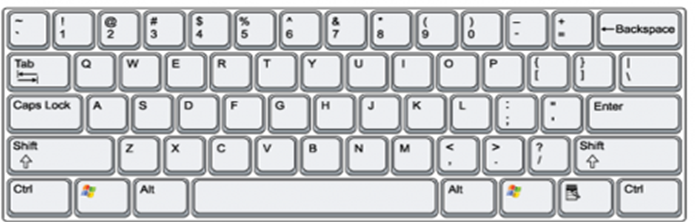 ~ ` ! 1 @ 2 # 3 $ 4 % 5 ^ 6 & 7 * 8 ( 9 ) 0 – - + = ←Backspace
Tab Q W E R T Y U I O P { [ } ] | \
Caps Lock A S D F G H J K L : ; " ' Enter
Shift Z X C V B N M < , > . ? / Shift
Ctrl Alt Alt Ctrl